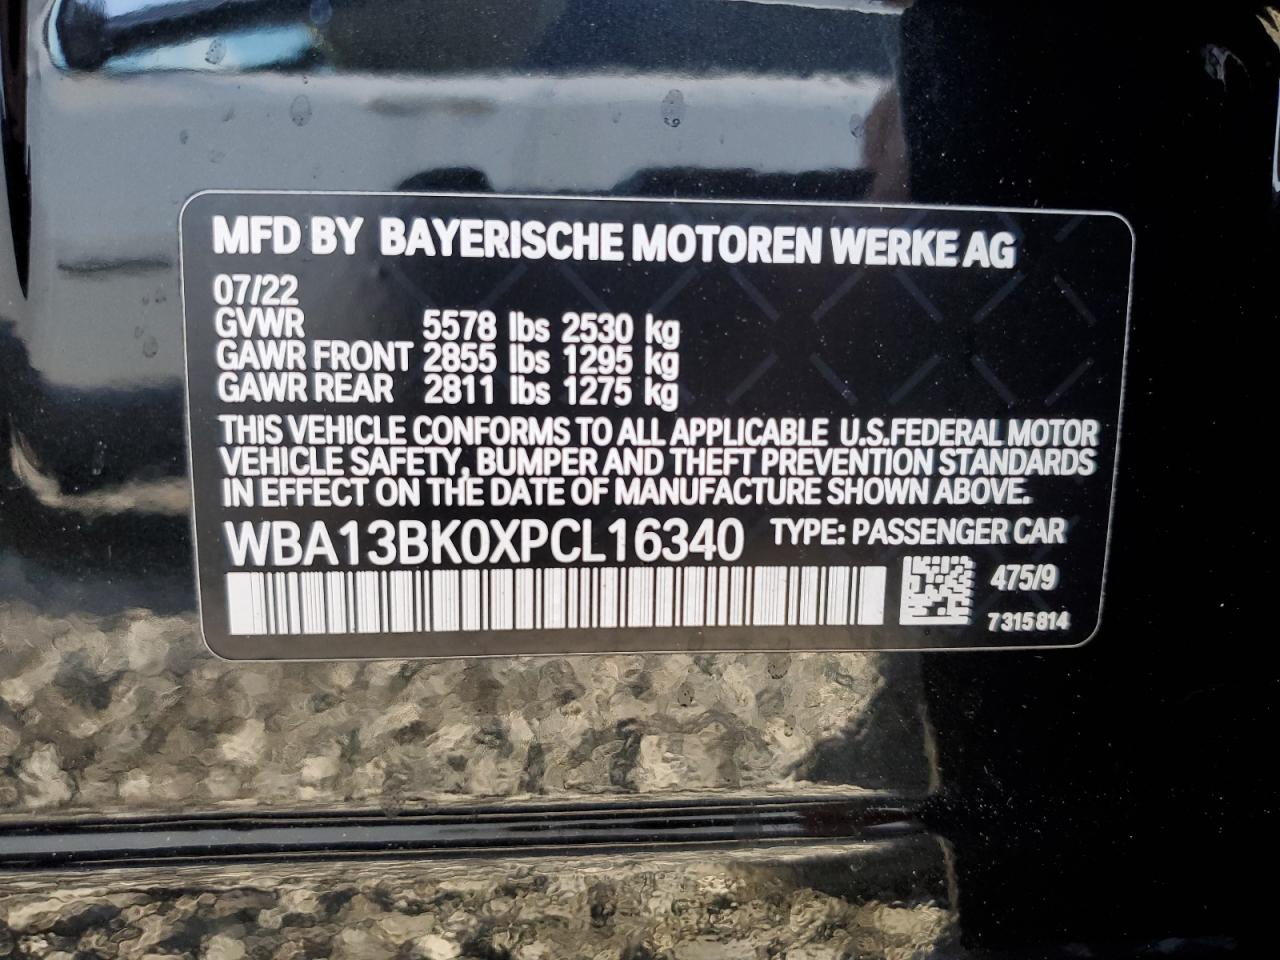 MFD BY BAYERISCHE MOTOREN WERKE AG
07/22
GVWR 5578 lbs 2530 kg
GAWR FRONT 2855 lbs 1295 kg
GAWR REAR 2811 lbs 1275 kg
THIS VEHICLE CONFORMS TO ALL APPLICABLE U.S.FEDERAL MOTOR
VEHICLE SAFETY, BUMPER AND THEFT PREVENTION STANDARDS
IN EFFECT ON THE DATE OF MANUFACTURE SHOWN ABOVE.
WBA13BK0XPCL16340 TYPE: PASSENGER CAR
475/9
7315814